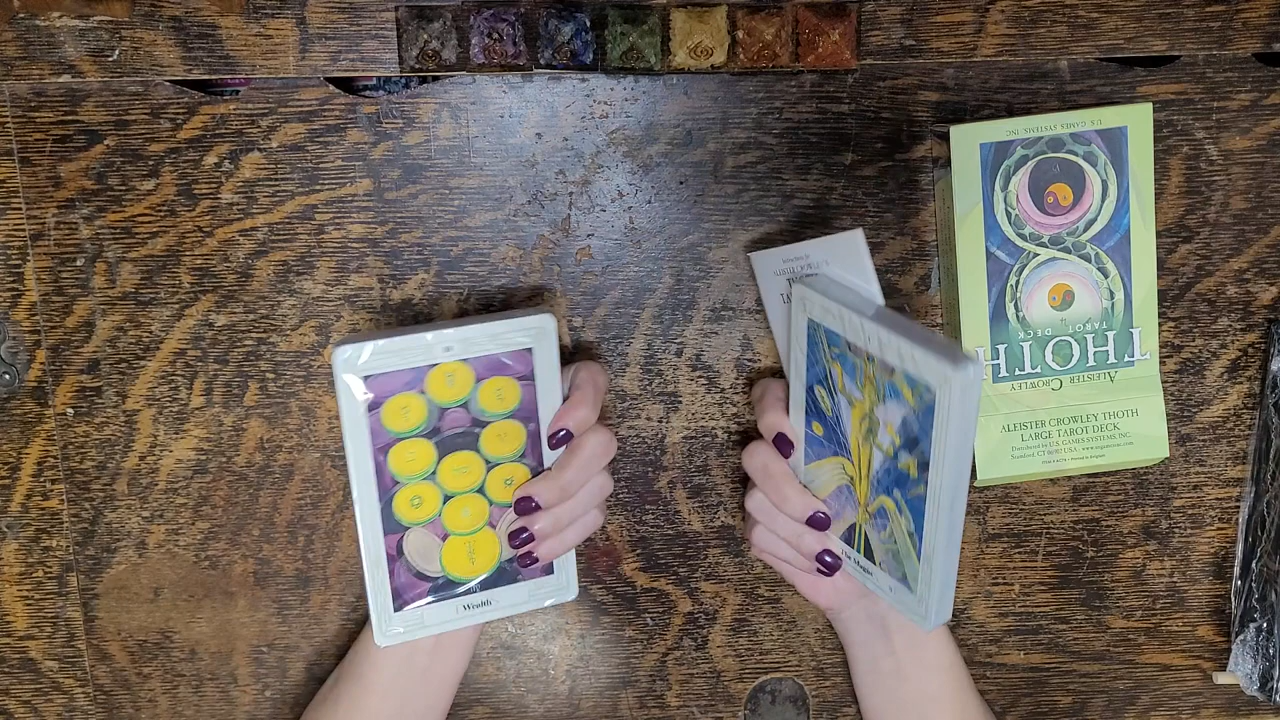 U.S. GAMES SYSTEMS, INC.
THOTH
TAROT DECK
ALEISTER CROWLEY
ALEISTER CROWLEY THOTH
LARGE TAROT DECK
Distributed by U.S. GAMES SYSTEMS, INC.
Stamford, CT 06902 USA
Wealth
The Magus